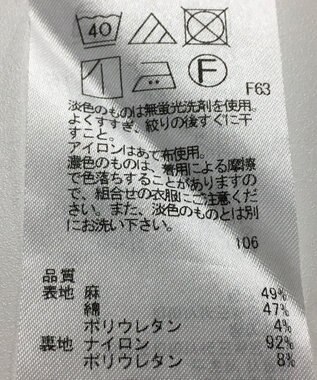 40
F
F63
淡色のものは無蛍光洗剤を使用。
よくすすぎ、絞りの後すぐに干
すこと。
アイロンはあて布使用。
濃色のものは、着用による摩擦
で色落ちすることがありますの
で、組合せの衣服にご注意くだ
さい。また、淡色のものとは別
にお洗い下さい。
106
品質
表地 麻 49%
綿 47%
ポリウレタン 4%
裏地 ナイロン 92%
ポリウレタン 8%